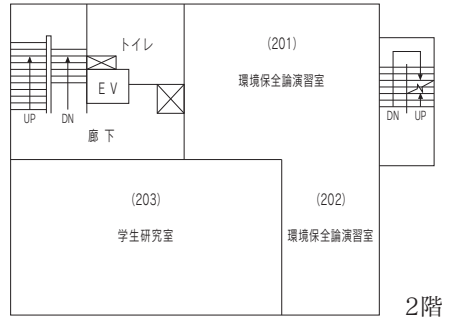 トイレ
(201)
環境保全論演習室
EV
UP
DN
DN
UP
廊下
(203)
学生研究室
(202)
環境保全論演習室
2階